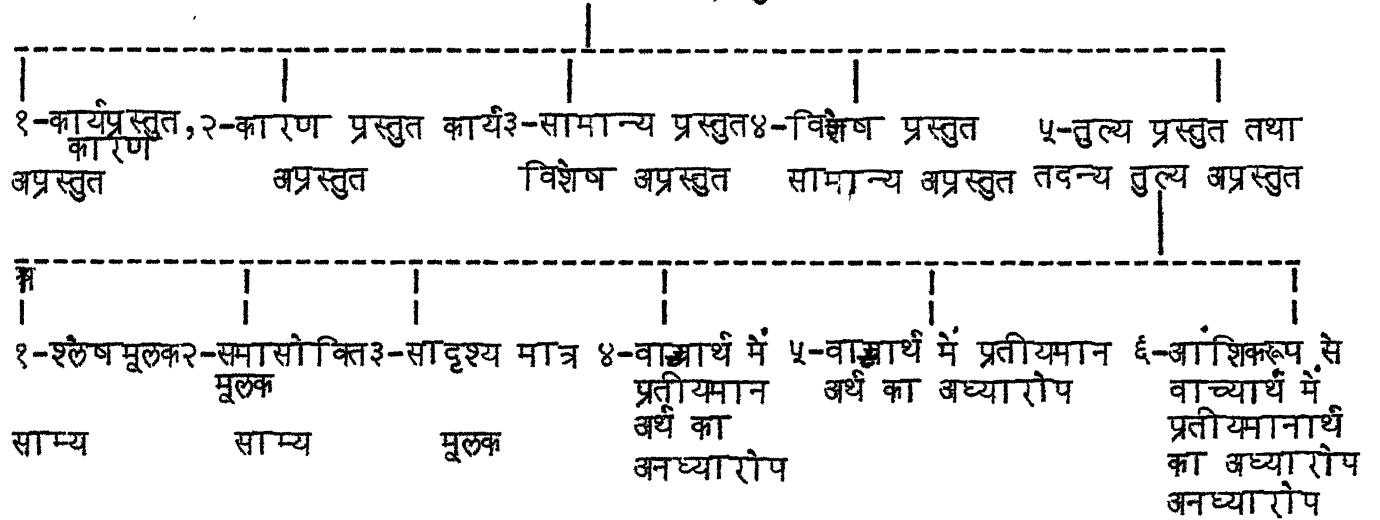 १-कार्यप्रस्तुत, २-कारण प्रस्तुत कार्य ३-सामान्य प्रस्तुत ४-विशेष प्रस्तुत ५-तुल्य प्रस्तुत तथा
कारण
अप्रस्तुत अप्रस्तुत विशेष अप्रस्तुत सामान्य अप्रस्तुत तदन्य तुल्य अप्रस्तुत
१-श्लेषमूलक २-समासोक्ति ३-सादृश्य मात्र ४-वाच्यार्थ में ५-वाच्यार्थ में प्रतीयमान ६-आंशिकरूप से
मूलक प्रतीयमान अर्थ का अध्यारोप वाच्यार्थ में
अर्थ का प्रतीयमानार्थ
साम्य साम्य मूलक अनध्यारोप का अध्यारोप
अनध्यारोप